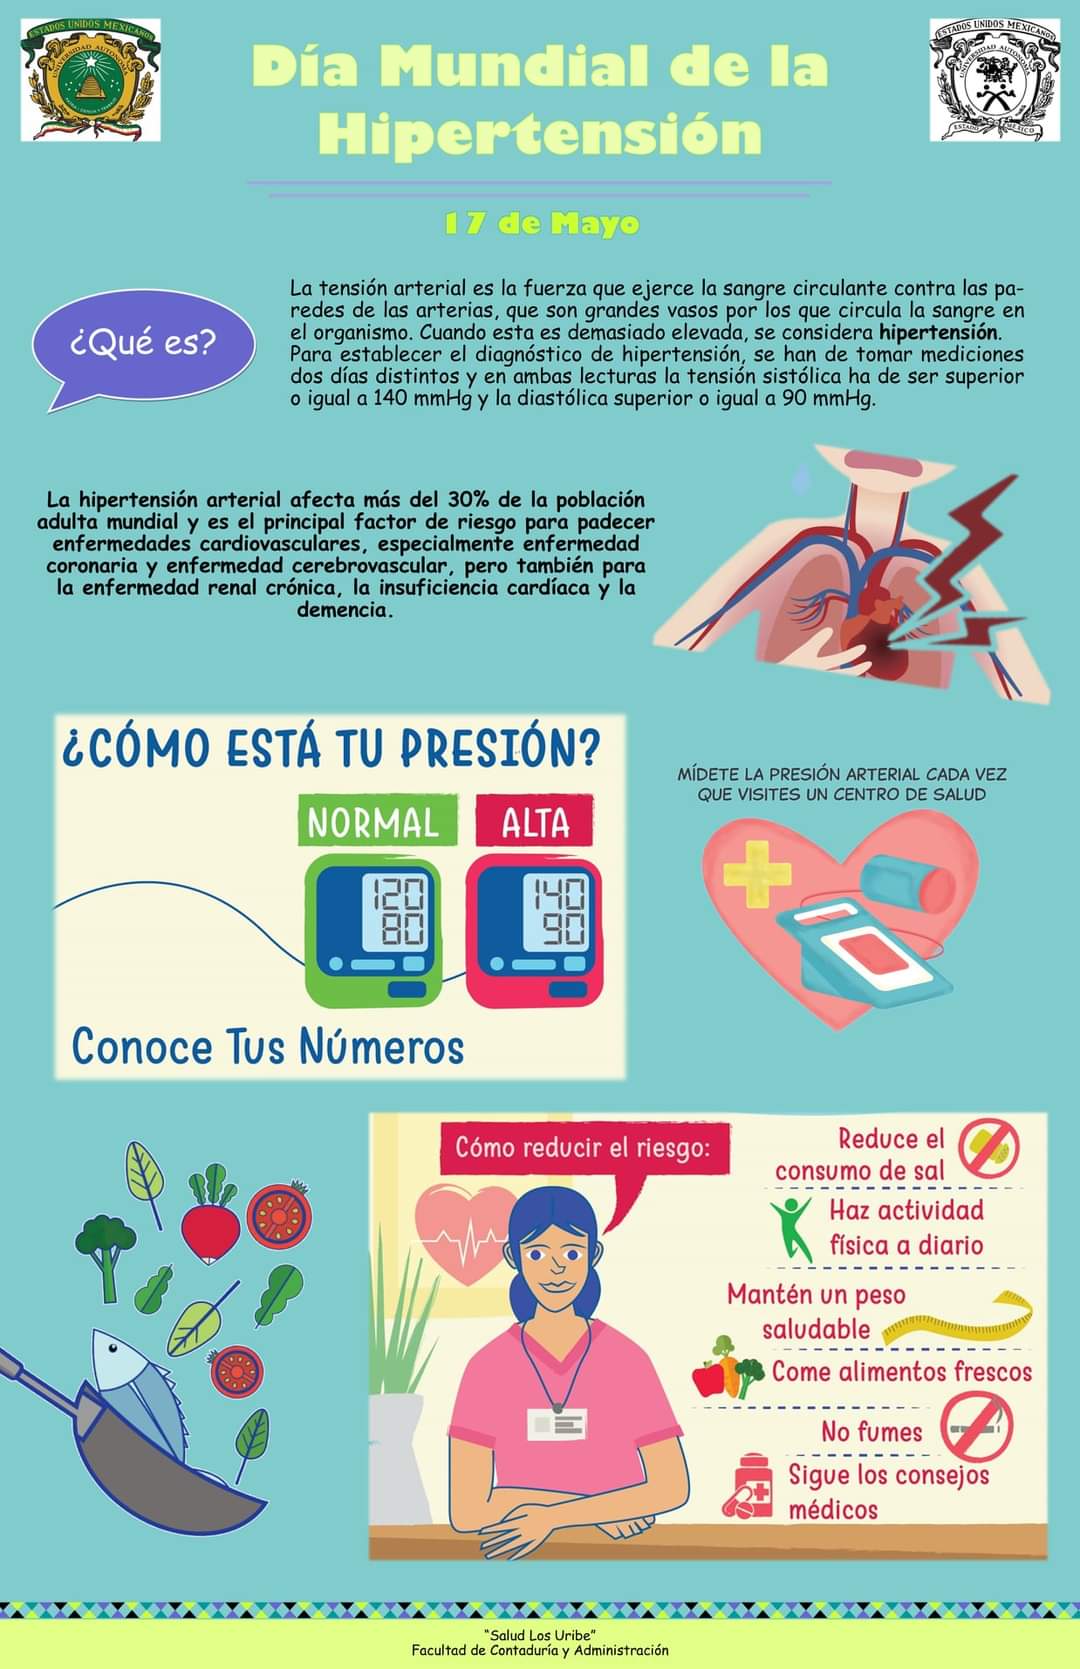 ESTADOS UNIDOS MEXICANOS
UNIVERSIDAD AUTONOMA
ESTADOS UNIDOS MEXICANOS
UNIVERSIDAD AUTONOMA
ESTADO MEXICO
Día Mundial de la
Hipertensión
17 de Mayo
¿Qué es?
La tensión arterial es la fuerza que ejerce la sangre circulante contra las pa-
redes de las arterias, que son grandes vasos por los que circula la sangre en
el organismo. Cuando esta es demasiado elevada, se considera hipertensión.
Para establecer el diagnóstico de hipertensión, se han de tomar mediciones
dos días distintos y en ambas lecturas la tensión sistólica ha de ser superior
o igual a 140 mmHg y la diastólica superior o igual a 90 mmHg.
La hipertensión arterial afecta más del 30% de la población
adulta mundial y es el principal factor de riesgo para padecer
enfermedades cardiovasculares, especialmente enfermedad
coronaria y enfermedad cerebrovascular, pero también para
la enfermedad renal crónica, la insuficiencia cardíaca y la
demencia.
¿CÓMO ESTÁ TU PRESIÓN?
NORMAL
ALTA
120
80
140
90
Conoce Tus Números
MÍDETE LA PRESIÓN ARTERIAL CADA VEZ
QUE VISITES UN CENTRO DE SALUD
Cómo reducir el riesgo:
Reduce el
consumo de sal
Haz actividad
física a diario
Mantén un peso
saludable
Come alimentos frescos
No fumes
Sigue los consejos
médicos
“Salud Los Uribe”
Facultad de Contaduría y Administración